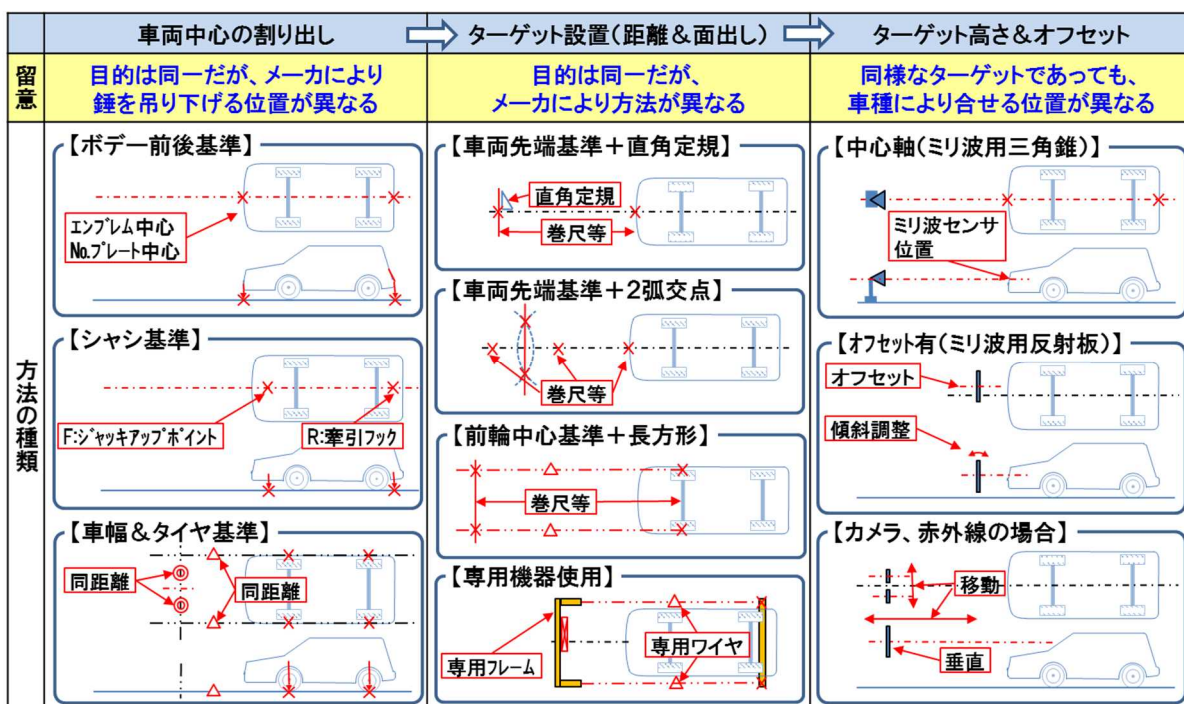 車両中心の割り出し
ターゲット設置(距離&面出し)
ターゲット高さ&オフセット
留意
目的は同一だが、メーカにより
錘を吊り下げる位置が異なる
目的は同一だが、
メーカにより方法が異なる
同様なターゲットであっても、
車種により合せる位置が異なる
方法の種類
【ボデー前後基準】
エンブレム中心
No.プレート中心
【シャシ基準】
F:ジャッキアップポイント
R:牽引フック
【車幅&タイヤ基準】
同距離
同距離
【車両先端基準+直角定規】
直角定規
巻尺等
【車両先端基準+2弧交点】
巻尺等
【前輪中心基準+長方形】
巻尺等
【専用機器使用】
専用ワイヤ
専用フレーム
【中心軸(ミリ波用三角錐)】
ミリ波センサ
位置
【オフセット有(ミリ波用反射板)】
オフセット
傾斜調整
【カメラ、赤外線の場合】
移動
垂直